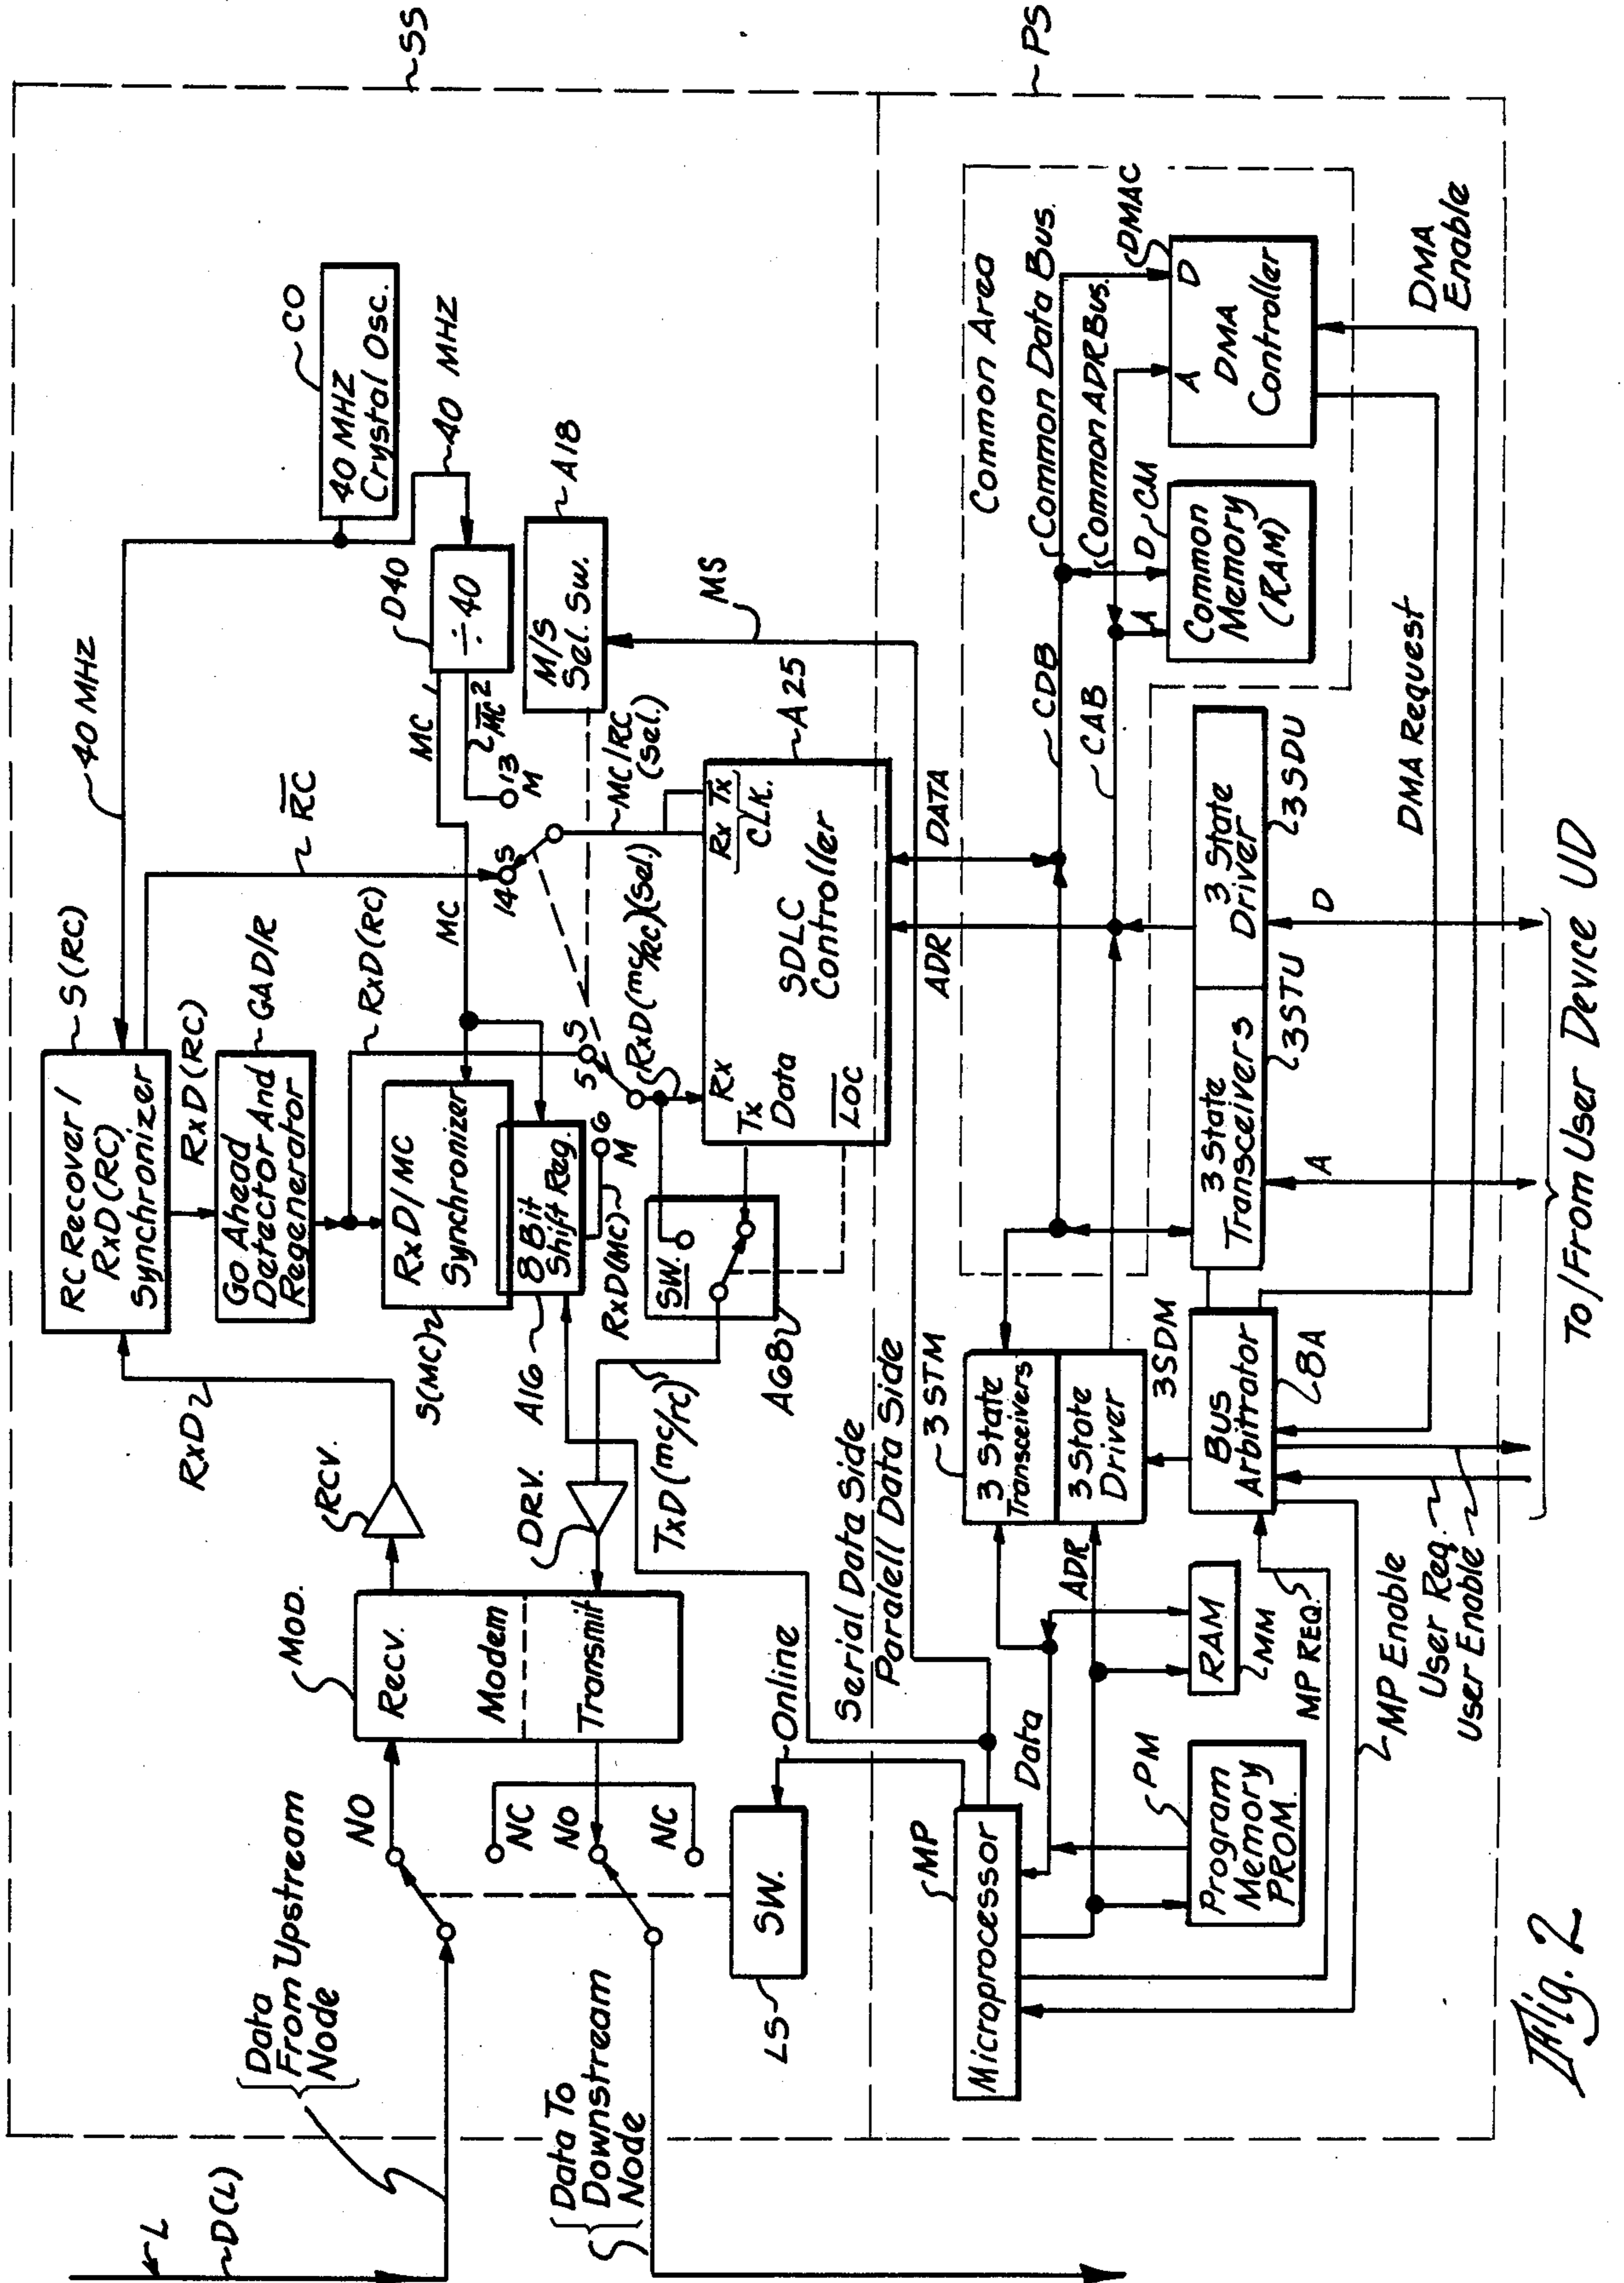 L
D(L)
Data
From Upstream
Node
Data To
Downstream
Node
NO
NC
NO
NC
SW.
LS
Online
MOD.
Recv.
Modem
Transmit
RCV.
DRV.
RxD
TxD (mc/rc)
RC Recover/
RxD (RC)
Synchronizer
S(RC)
RxD(RC)
Go Ahead
Detector And
Regenerator
GAD/R
RxD(RC)
RxD/MC
Synchronizer
S(MC)
8 Bit
Shift Reg.
A16
RxD(MC)
6
M
5
S
SW.
A68
RxD(mc/RC)(sel.)
40 MHZ
R̅C̅
MC
14
S
13
M
MC
1
M̅C̅
2
÷40
D40
40 MHZ
40 MHZ
Crystal Osc.
CO
M/S
Sel. Sw.
A18
MS
MC/RC
(sel.)
Rx Tx
CLK.
Rx
Tx
Data
L̅O̅C̅
SDLC
Controller
A25
ADR
DATA
SS
Serial Data Side
Paralell Data Side
PS
Common Area
CDB
Common Data Bus.
CAB
Common ADR Bus.
DMAC
A
D
DMA
Controller
A
D
CM
Common
Memory
(RAM)
DMA
Enable
DMA Request
3 State
Driver
3SDU
3 State
Transceivers
3STU
D
A
3STM
3 State
Transceivers
3 State
Driver
3SDM
Bus
Arbitrator
8A
MP
Microprocessor
Data
ADR
PM
Program
Memory
PROM.
RAM
MM
MP REQ.
MP Enable
User Req.
User Enable
To/From User Device UD
Fig. 2